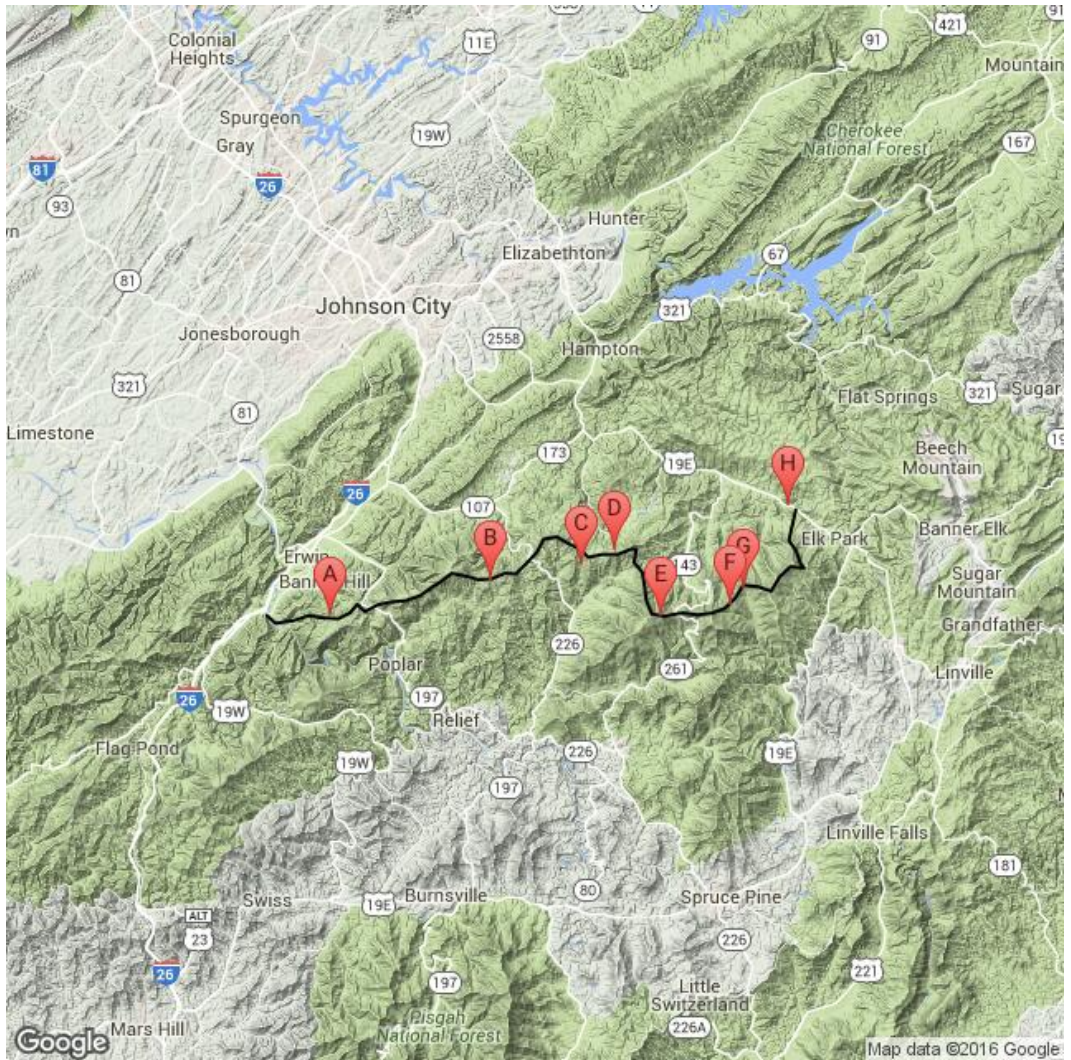 Colonial
Heights
11E
421
91
91
Mountain
Spurgeon
Gray
19W
Cherokee
National Forest
81
26
167
93
Hunter
Elizabethton
67
81
Johnson City
321
Jonesborough
2558
Hampton
321
Flat Springs
321
Sugar
81
Limestone
Beech
Mountain
173
19E
H
26
107
D
C
B
Banner Elk
Elk Park
Erwin
G
143
F
E
A
Sugar
Mountain
Grandfather
226
Poplar
261
Linville
197
26
19W
Relief
Flag Pond
226
19E
19W
197
Linville Falls
181
80
Swiss
Burnsville
19E
Spruce Pine
ALT
23
226
221
26
197
Little
Switzerland
Mars Hill
Pisgah
National Forest
226A
Google
Map data ©2016 Google